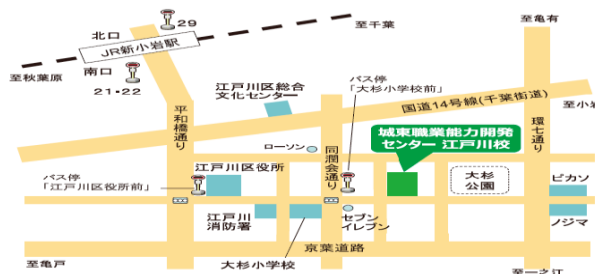 北口
29
JR新小岩駅
至千葉
至亀有
至秋葉原
南口
21・22
平和橋通り
江戸川区総合
文化センター
バス停
「大杉小学校前」
国道14号線(千葉街道)
至小岩
環七通り
ローソン
同潤会通り
城東職業能力開発
センター 江戸川校
バス停
「江戸川区役所前」
江戸川区役所
大杉
公園
ピカソ
江戸川
消防署
セブン
イレブン
ノジマ
京葉道路
至亀戸
大杉小学校
至一之江